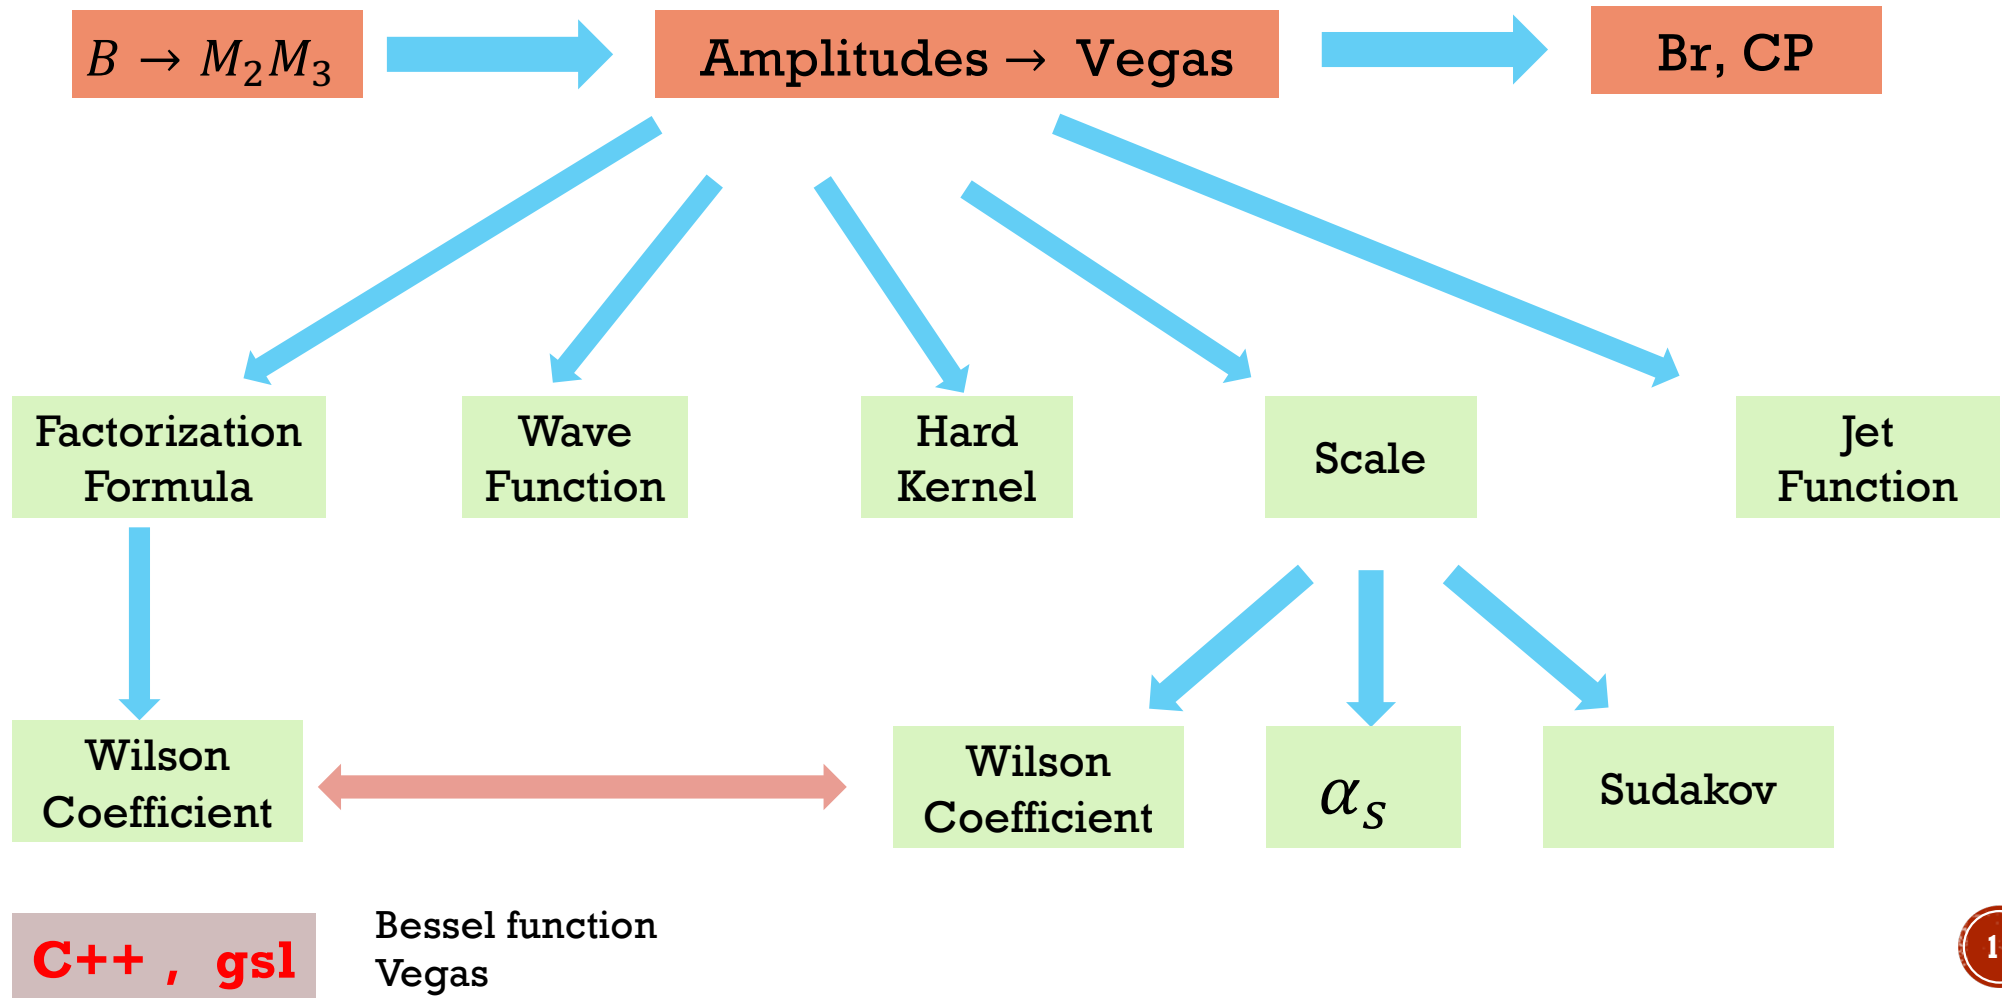 B → M₂M₃
Amplitudes → Vegas
Br, CP
Factorization
Formula
Wave
Function
Hard
Kernel
Scale
Jet
Function
Wilson
Coefficient
Wilson
Coefficient
αₛ
Sudakov
C++ , gsl
Bessel function
Vegas